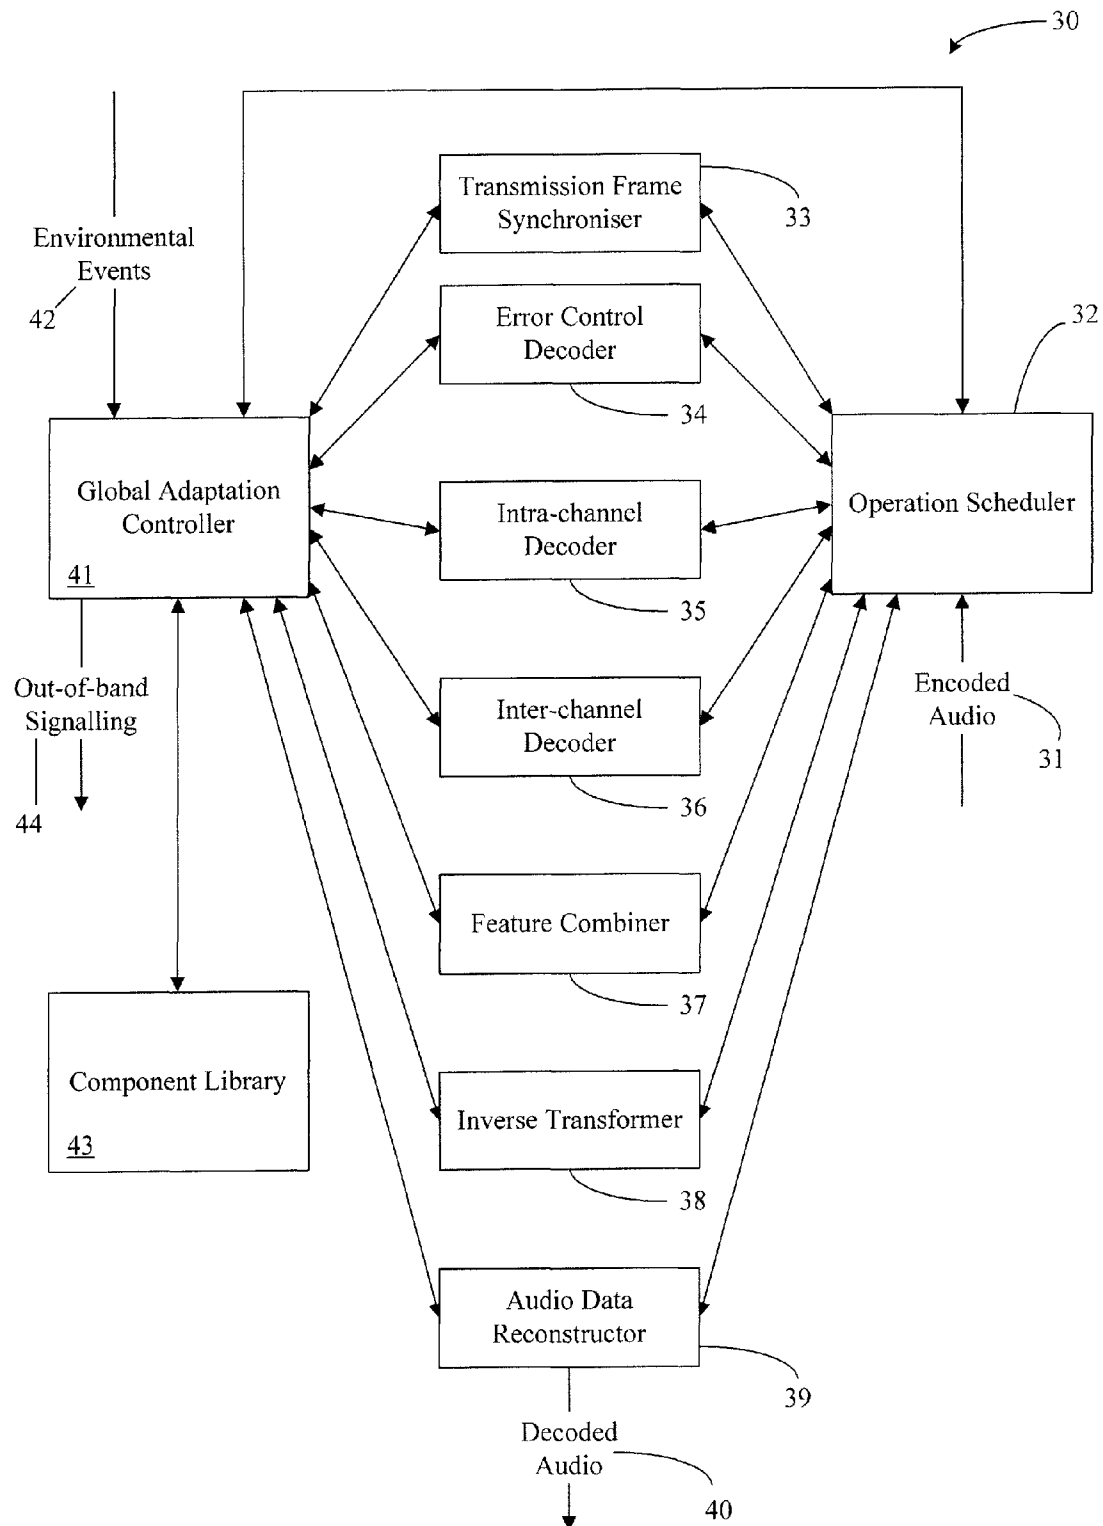 30
Transmission Frame
Synchroniser
33
Environmental
Events
42
Error Control
Decoder
34
32
Global Adaptation
Controller
41
Intra-channel
Decoder
35
Operation Scheduler
Out-of-band
Signalling
44
Inter-channel
Decoder
36
Encoded
Audio
31
Feature Combiner
37
Component Library
43
Inverse Transformer
38
Audio Data
Reconstructor
39
Decoded
Audio
40